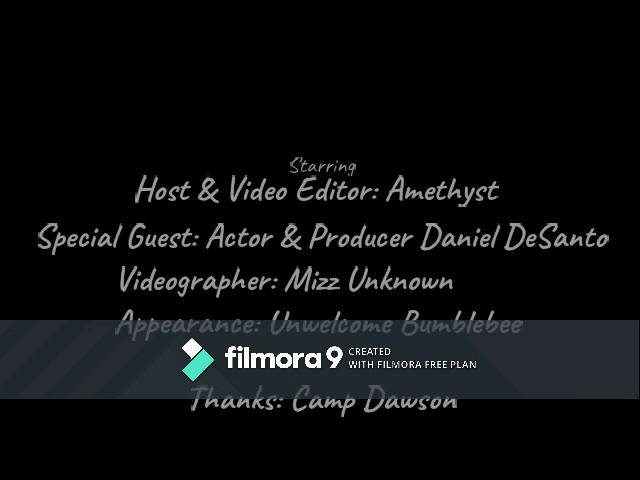 Starring
Host & Video Editor: Amethyst
Special Guest: Actor & Producer Daniel DeSanto
Videographer: Mizz Unknown
Appearance: Unwelcome Bumblebee
filmora 9 CREATED
WITH FILMORA FREE PLAN
Thanks: Camp Dawson